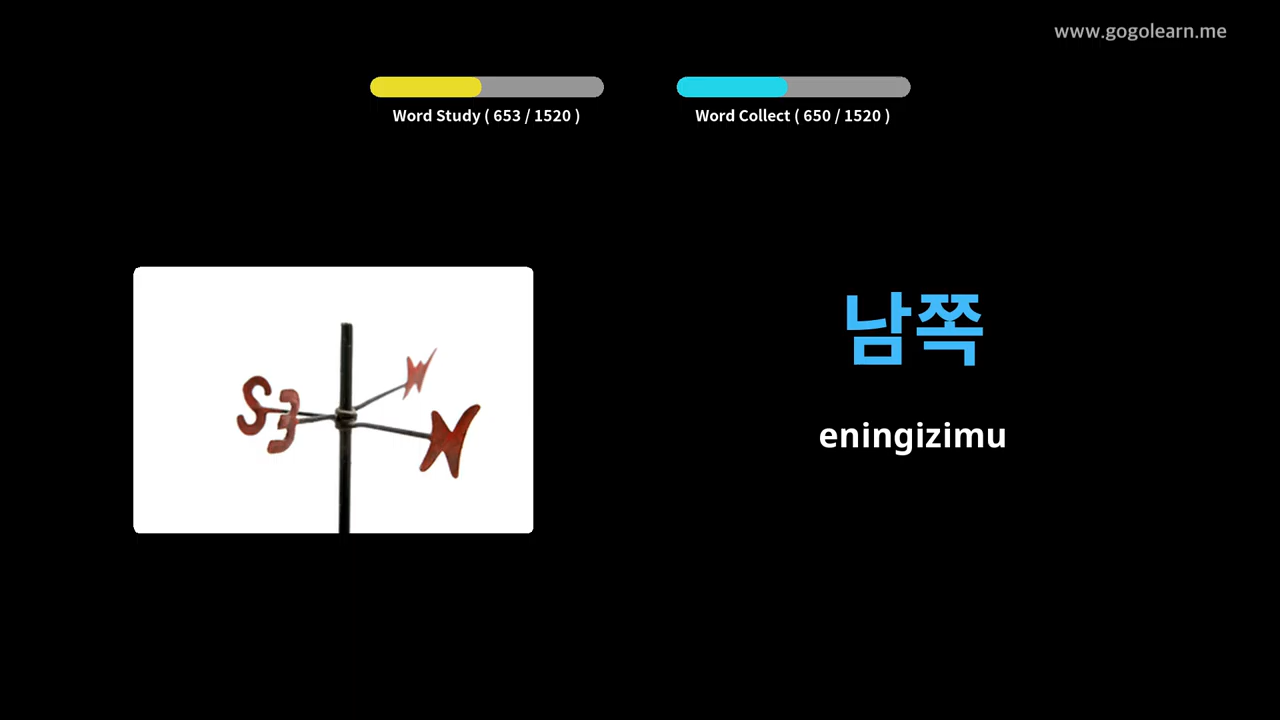 www.gogolearn.me
Word Study ( 653 / 1520 )
Word Collect ( 650 / 1520 )
S E N W
남쪽
eningizimu